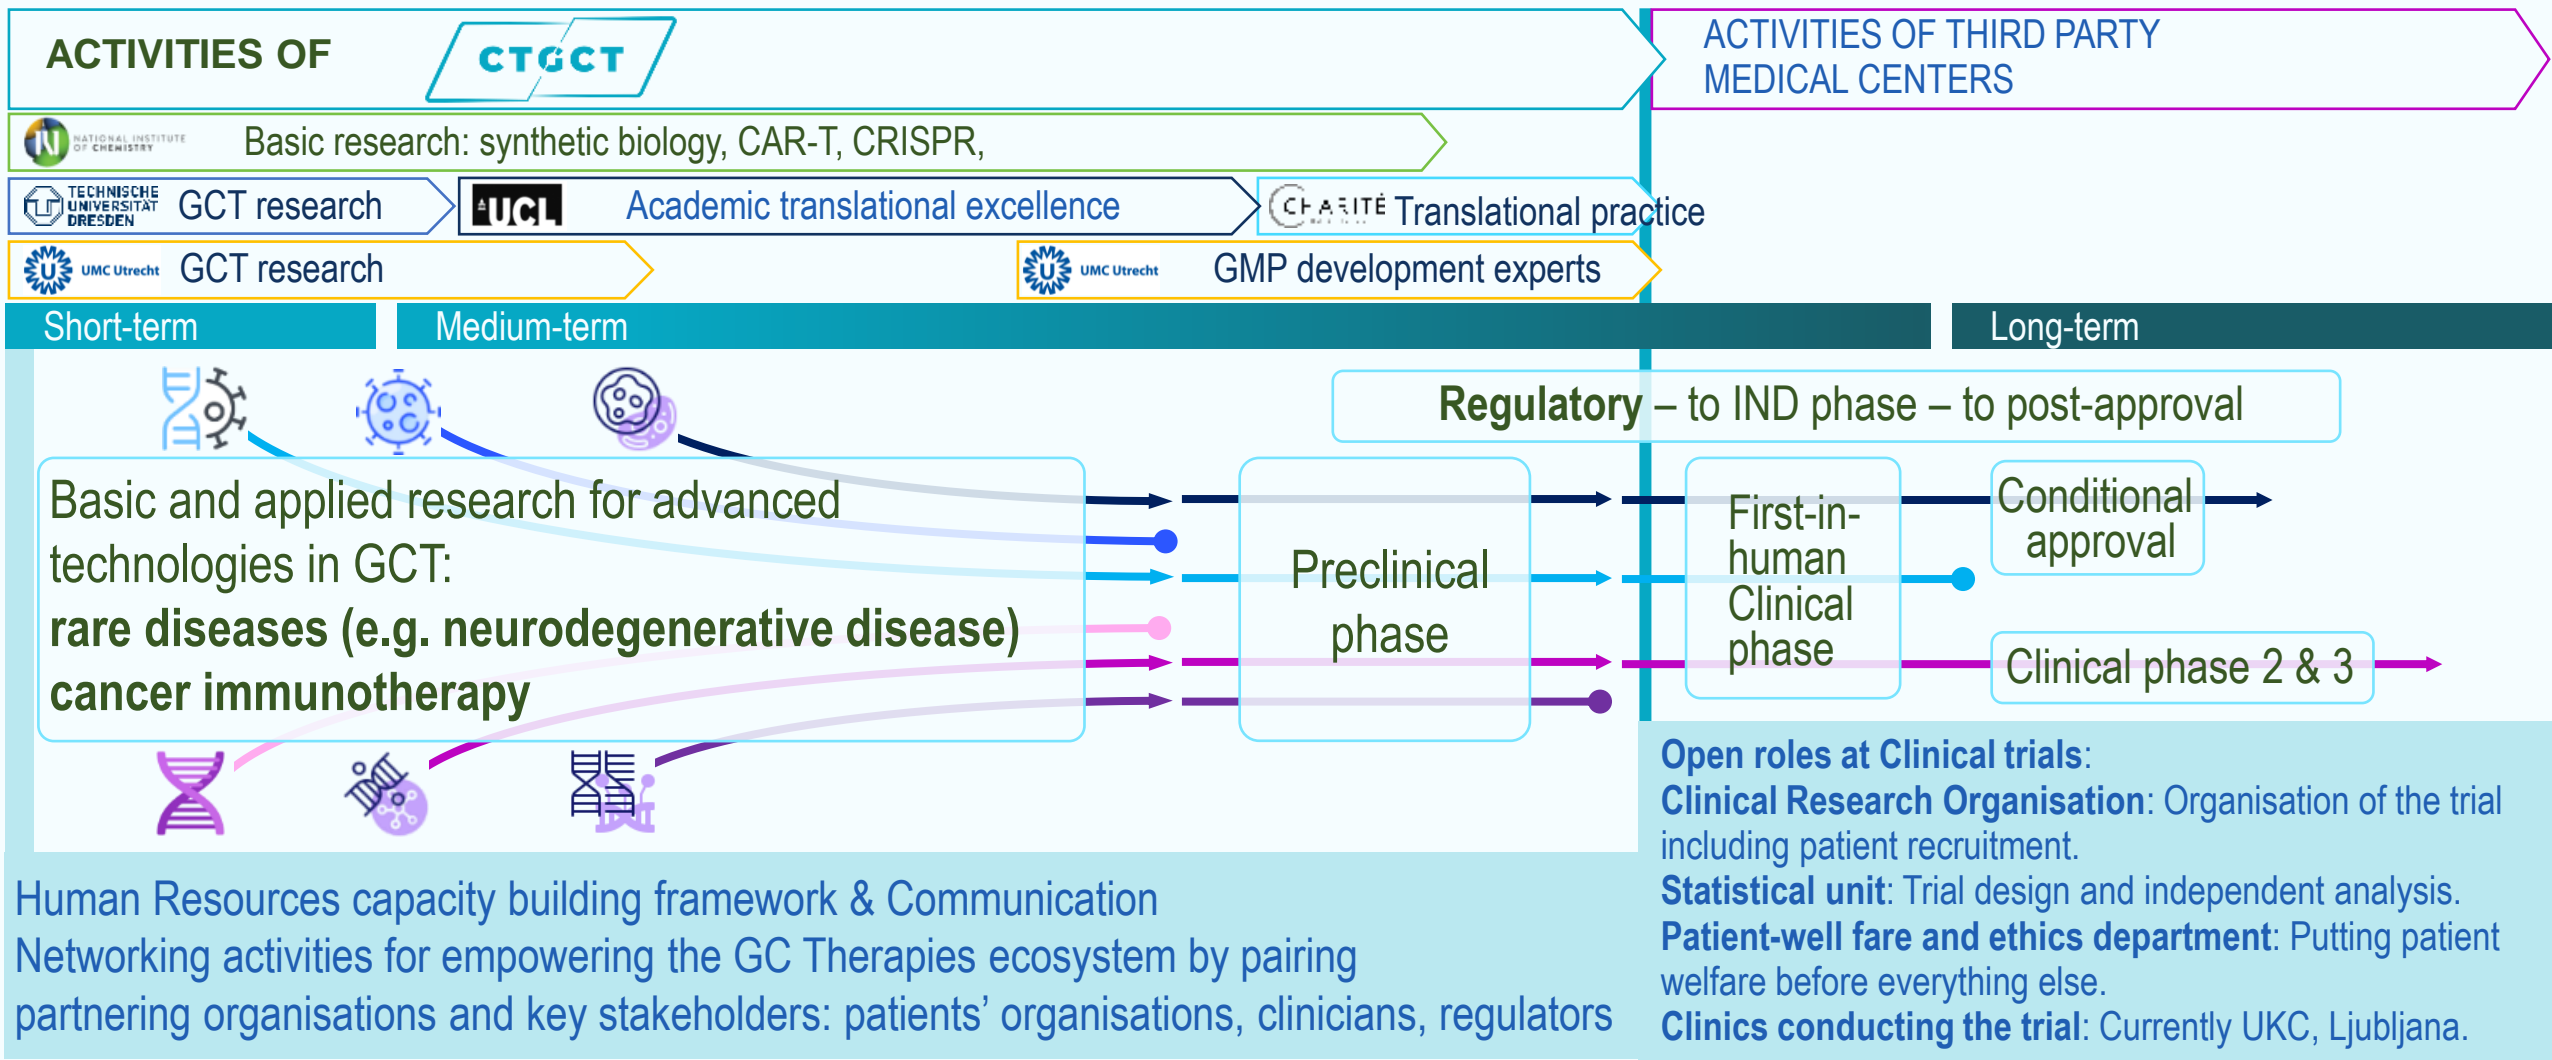 ACTIVITIES OF
CTGCT
ACTIVITIES OF THIRD PARTY
MEDICAL CENTERS
NATIONAL INSTITUTE
OF CHEMISTRY
Basic research: synthetic biology, CAR-T, CRISPR,
TECHNISCHE
UNIVERSITÄT
DRESDEN
GCT research
UCL
Academic translational excellence
CHARITÉ
Translational practice
UMC Utrecht
GCT research
UMC Utrecht
GMP development experts
Short-term
Medium-term
Long-term
Regulatory – to IND phase – to post-approval
Basic and applied research for advanced
technologies in GCT:
rare diseases (e.g. neurodegenerative disease)
cancer immunotherapy
Preclinical
phase
First-in-
human
Clinical
phase
Conditional
approval
Clinical phase 2 & 3
Open roles at Clinical trials:
Clinical Research Organisation: Organisation of the trial
including patient recruitment.
Statistical unit: Trial design and independent analysis.
Patient-well fare and ethics department: Putting patient
welfare before everything else.
Clinics conducting the trial: Currently UKC, Ljubljana.
Human Resources capacity building framework & Communication
Networking activities for empowering the GC Therapies ecosystem by pairing
partnering organisations and key stakeholders: patients’ organisations, clinicians, regulators